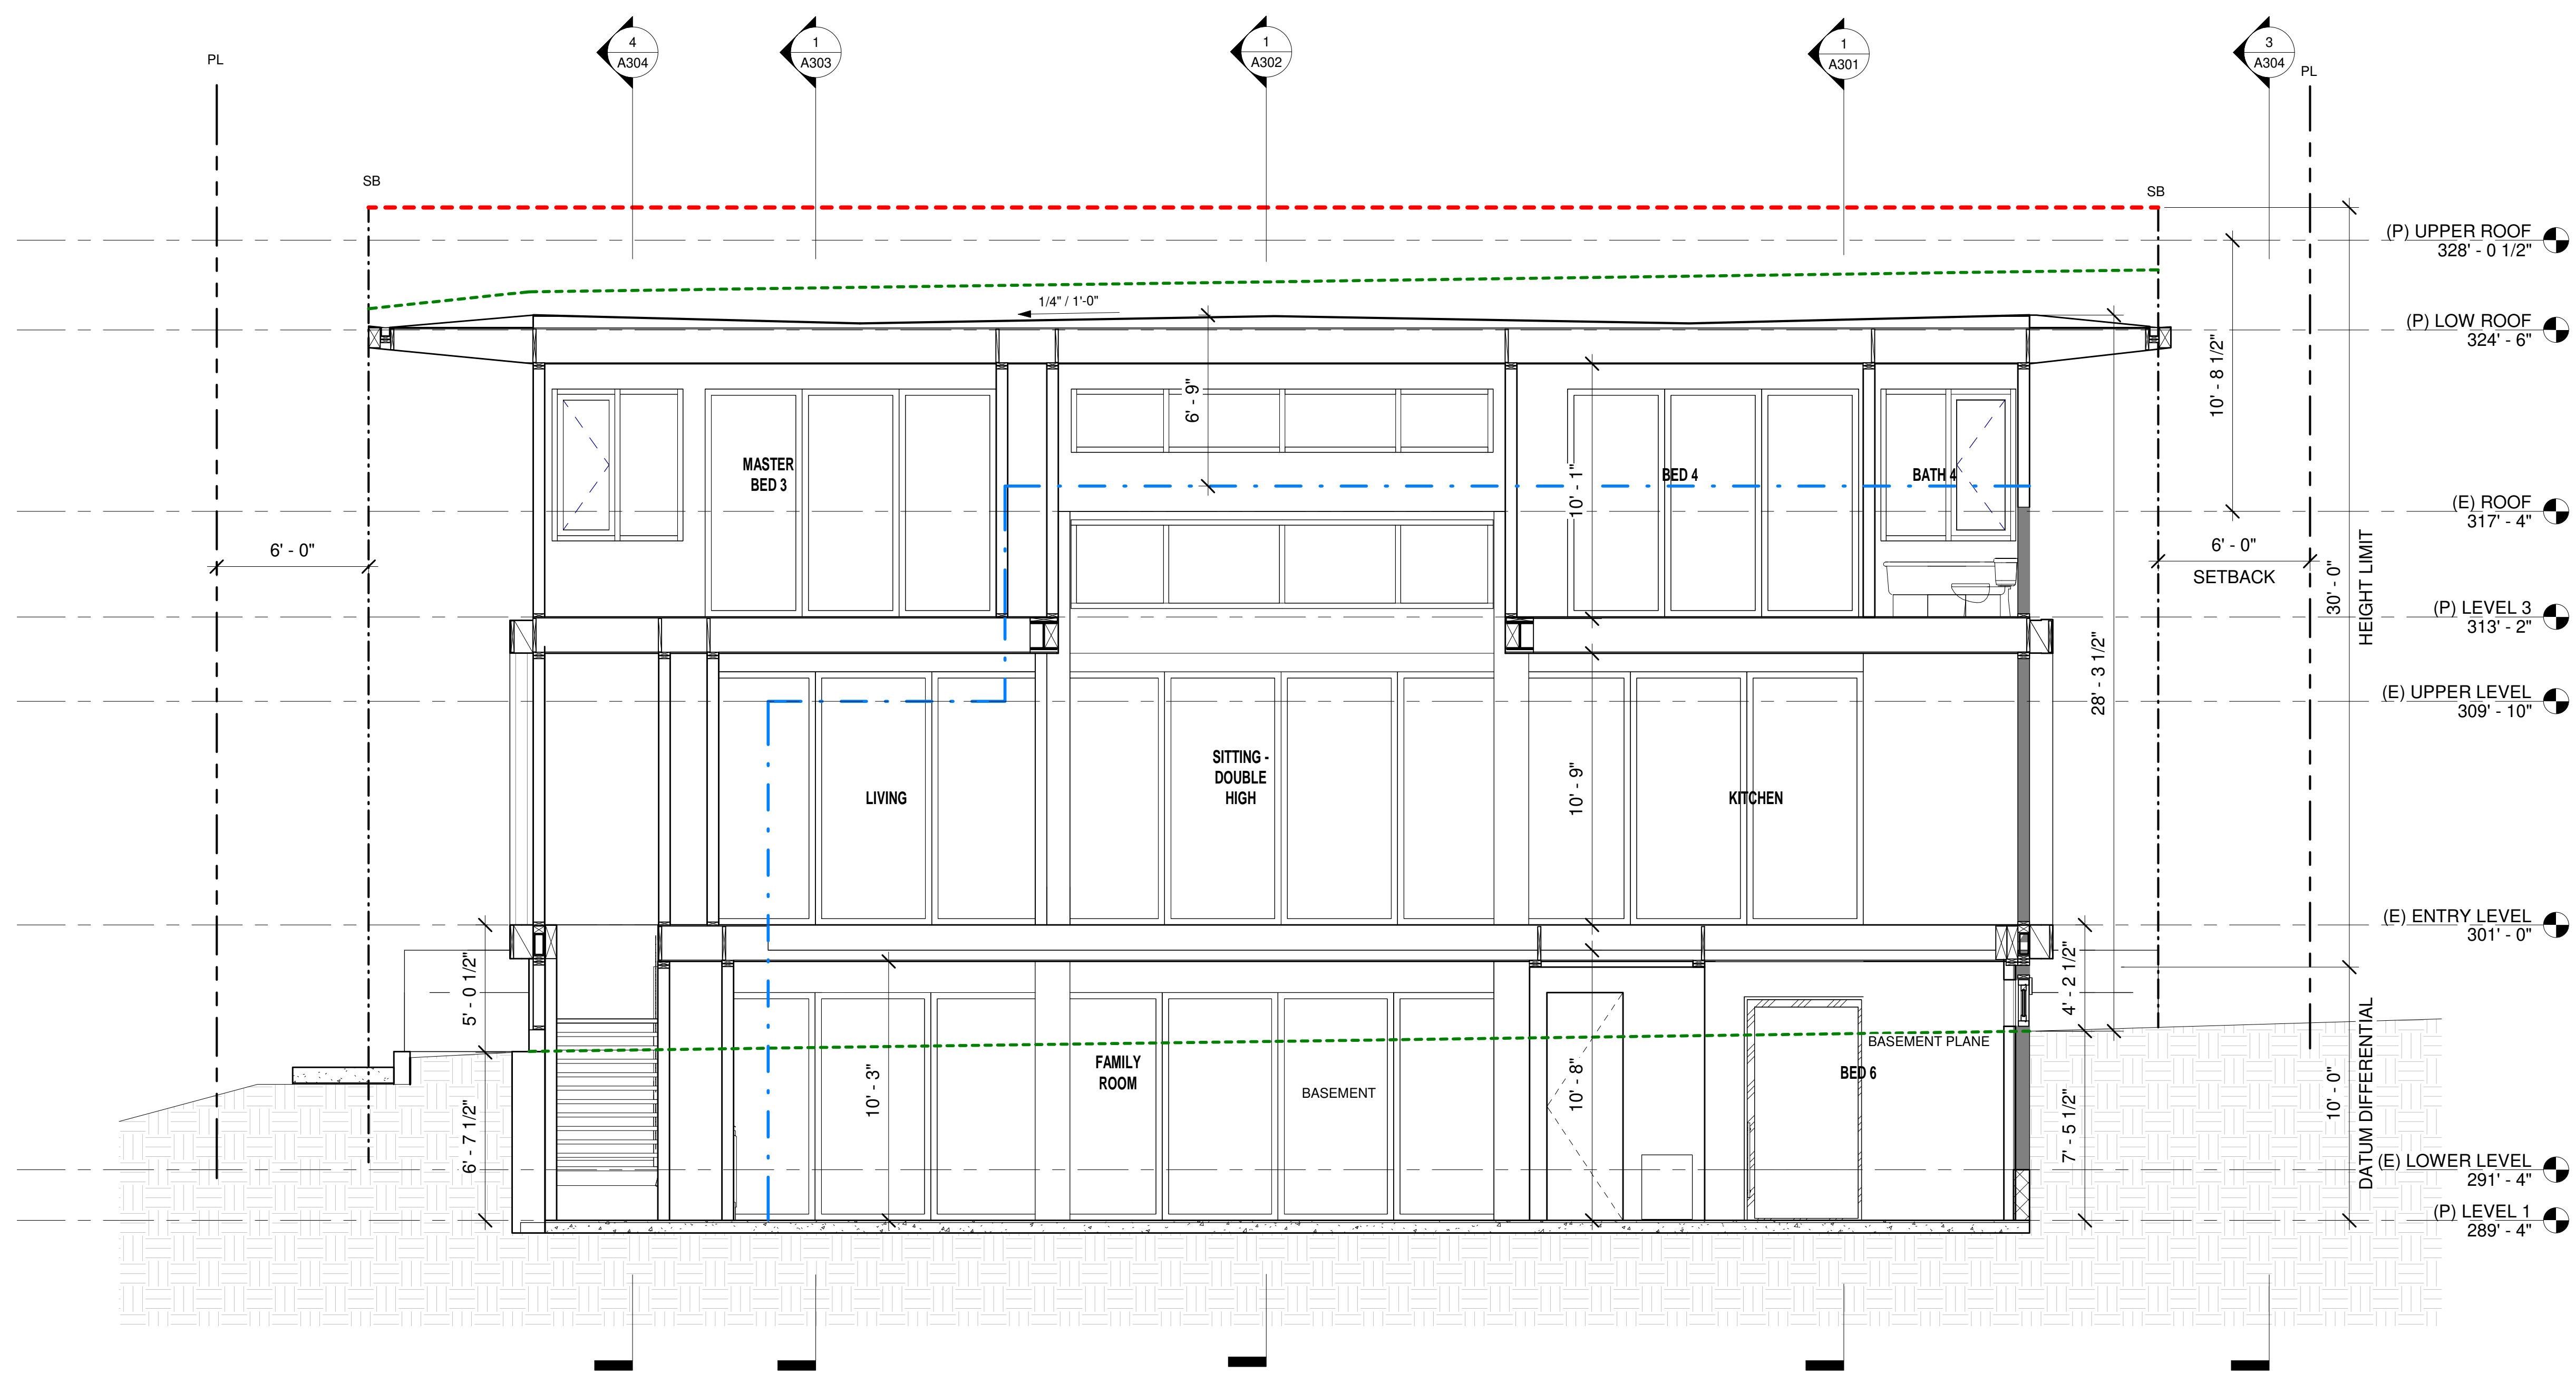 4
A304
1
A303
1
A302
1
A301
3
A304
PL
PL
SB
SB
(P) UPPER ROOF
328' - 0 1/2"
1/4" / 1'-0"
(P) LOW ROOF
324' - 6"
10' - 8 1/2"
6' - 9"
MASTER
BED 3
10' - 1"
BED 4
BATH 4
(E) ROOF
317' - 4"
6' - 0"
6' - 0"
SETBACK
30' - 0"
HEIGHT LIMIT
(P) LEVEL 3
313' - 2"
28' - 3 1/2"
(E) UPPER LEVEL
309' - 10"
LIVING
SITTING -
DOUBLE
HIGH
10' - 9"
KITCHEN
(E) ENTRY LEVEL
301' - 0"
5' - 0 1/2"
4' - 2 1/2"
BASEMENT PLANE
FAMILY
ROOM
BASEMENT
10' - 3"
10' - 8"
BED 6
6' - 7 1/2"
7' - 5 1/2"
10' - 0"
DATUM DIFFERENTIAL
(E) LOWER LEVEL
291' - 4"
(P) LEVEL 1
289' - 4"